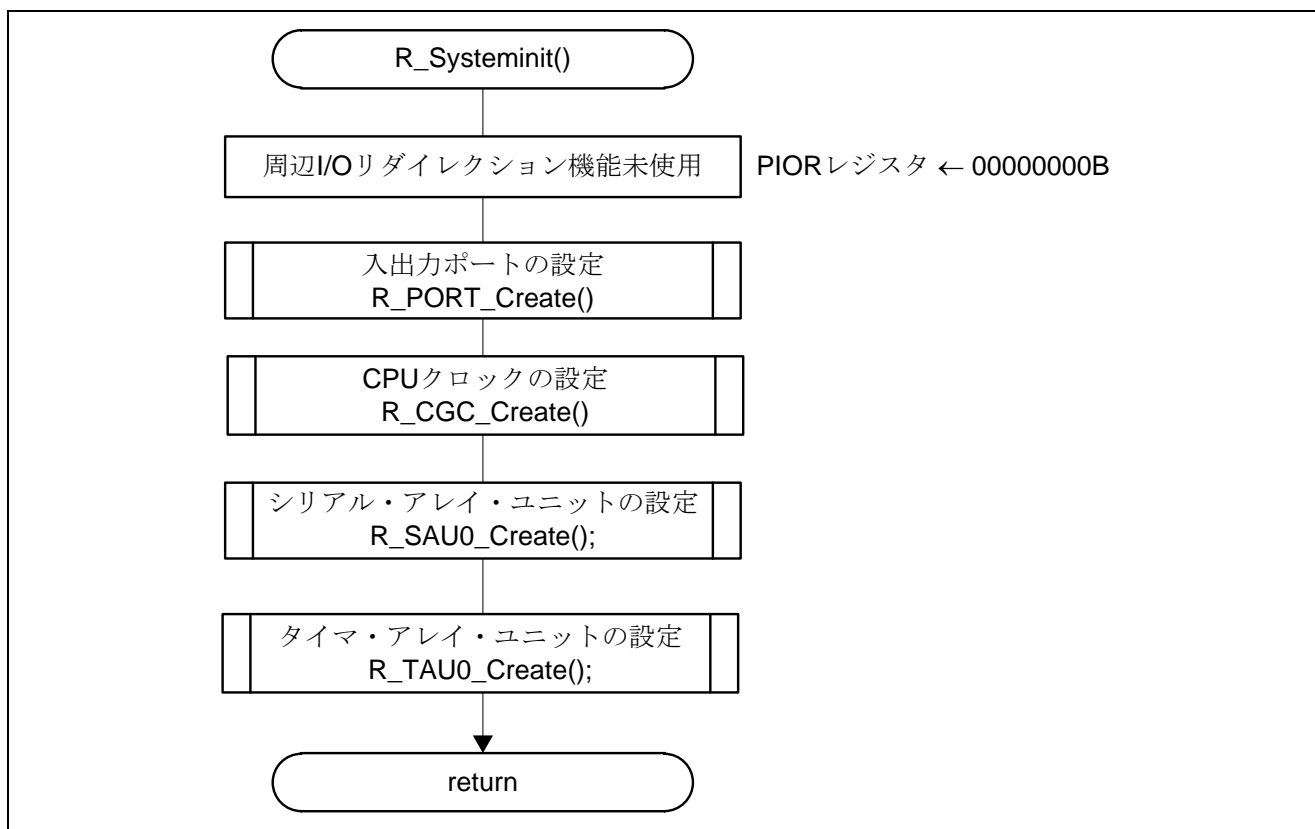 R_Systeminit()
周辺I/Oリダイレクション機能未使用
PIORレジスタ ← 00000000B
入出力ポートの設定
R_PORT_Create()
CPUクロックの設定
R_CGC_Create()
シリアル・アレイ・ユニットの設定
R_SAU0_Create();
タイマ・アレイ・ユニットの設定
R_TAU0_Create();
return